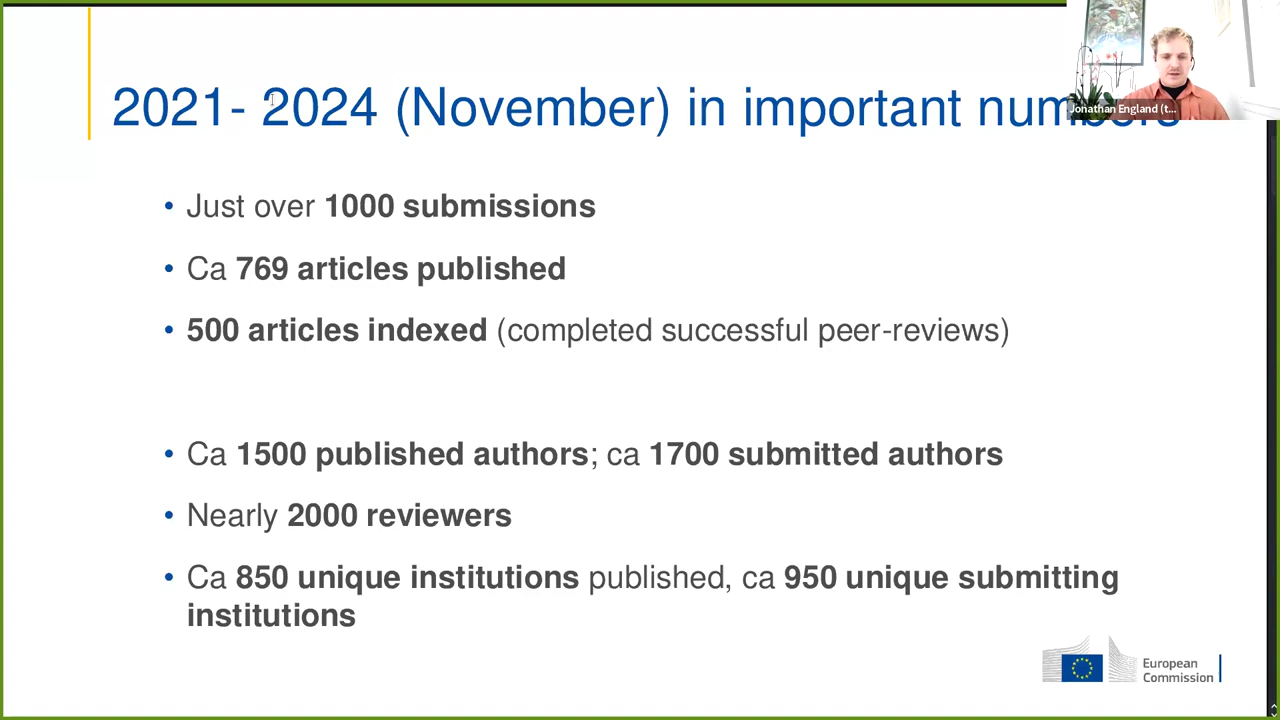 2021- 2024 (November) in important numbers
Jonathan England (t...
• Just over 1000 submissions
• Ca 769 articles published
• 500 articles indexed (completed successful peer-reviews)
• Ca 1500 published authors; ca 1700 submitted authors
• Nearly 2000 reviewers
• Ca 850 unique institutions published, ca 950 unique submitting
institutions
European
Commission